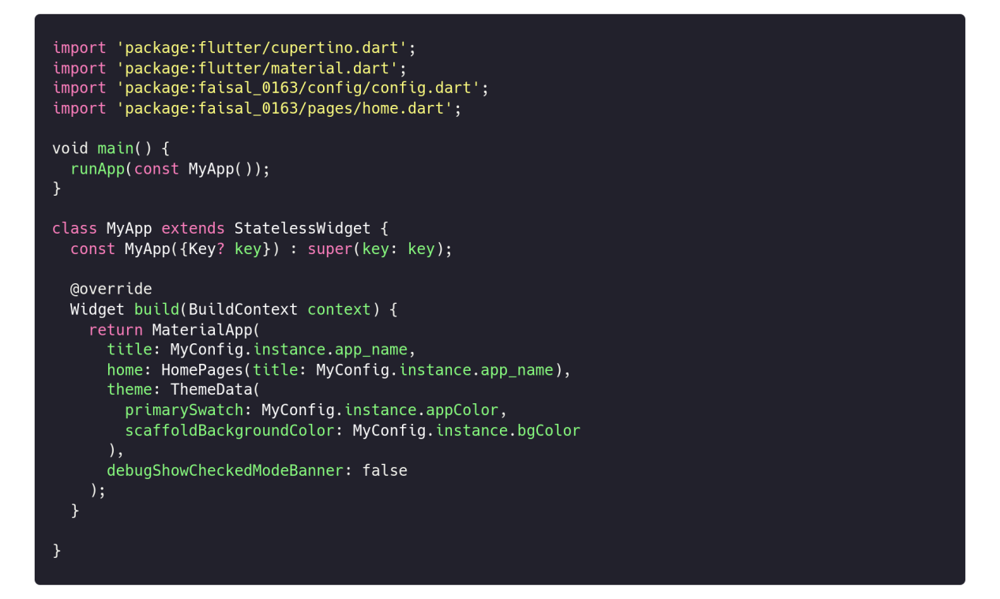 import 'package:flutter/cupertino.dart';
import 'package:flutter/material.dart';
import 'package:faisal_0163/config/config.dart';
import 'package:faisal_0163/pages/home.dart';

void main() {
  runApp(const MyApp());
}

class MyApp extends StatelessWidget {
  const MyApp({Key? key}) : super(key: key);

  @override
  Widget build(BuildContext context) {
    return MaterialApp(
      title: MyConfig.instance.app_name,
      home: HomePages(title: MyConfig.instance.app_name),
      theme: ThemeData(
        primarySwatch: MyConfig.instance.appColor,
        scaffoldBackgroundColor: MyConfig.instance.bgColor
      ),
      debugShowCheckedModeBanner: false
    );
  }

}